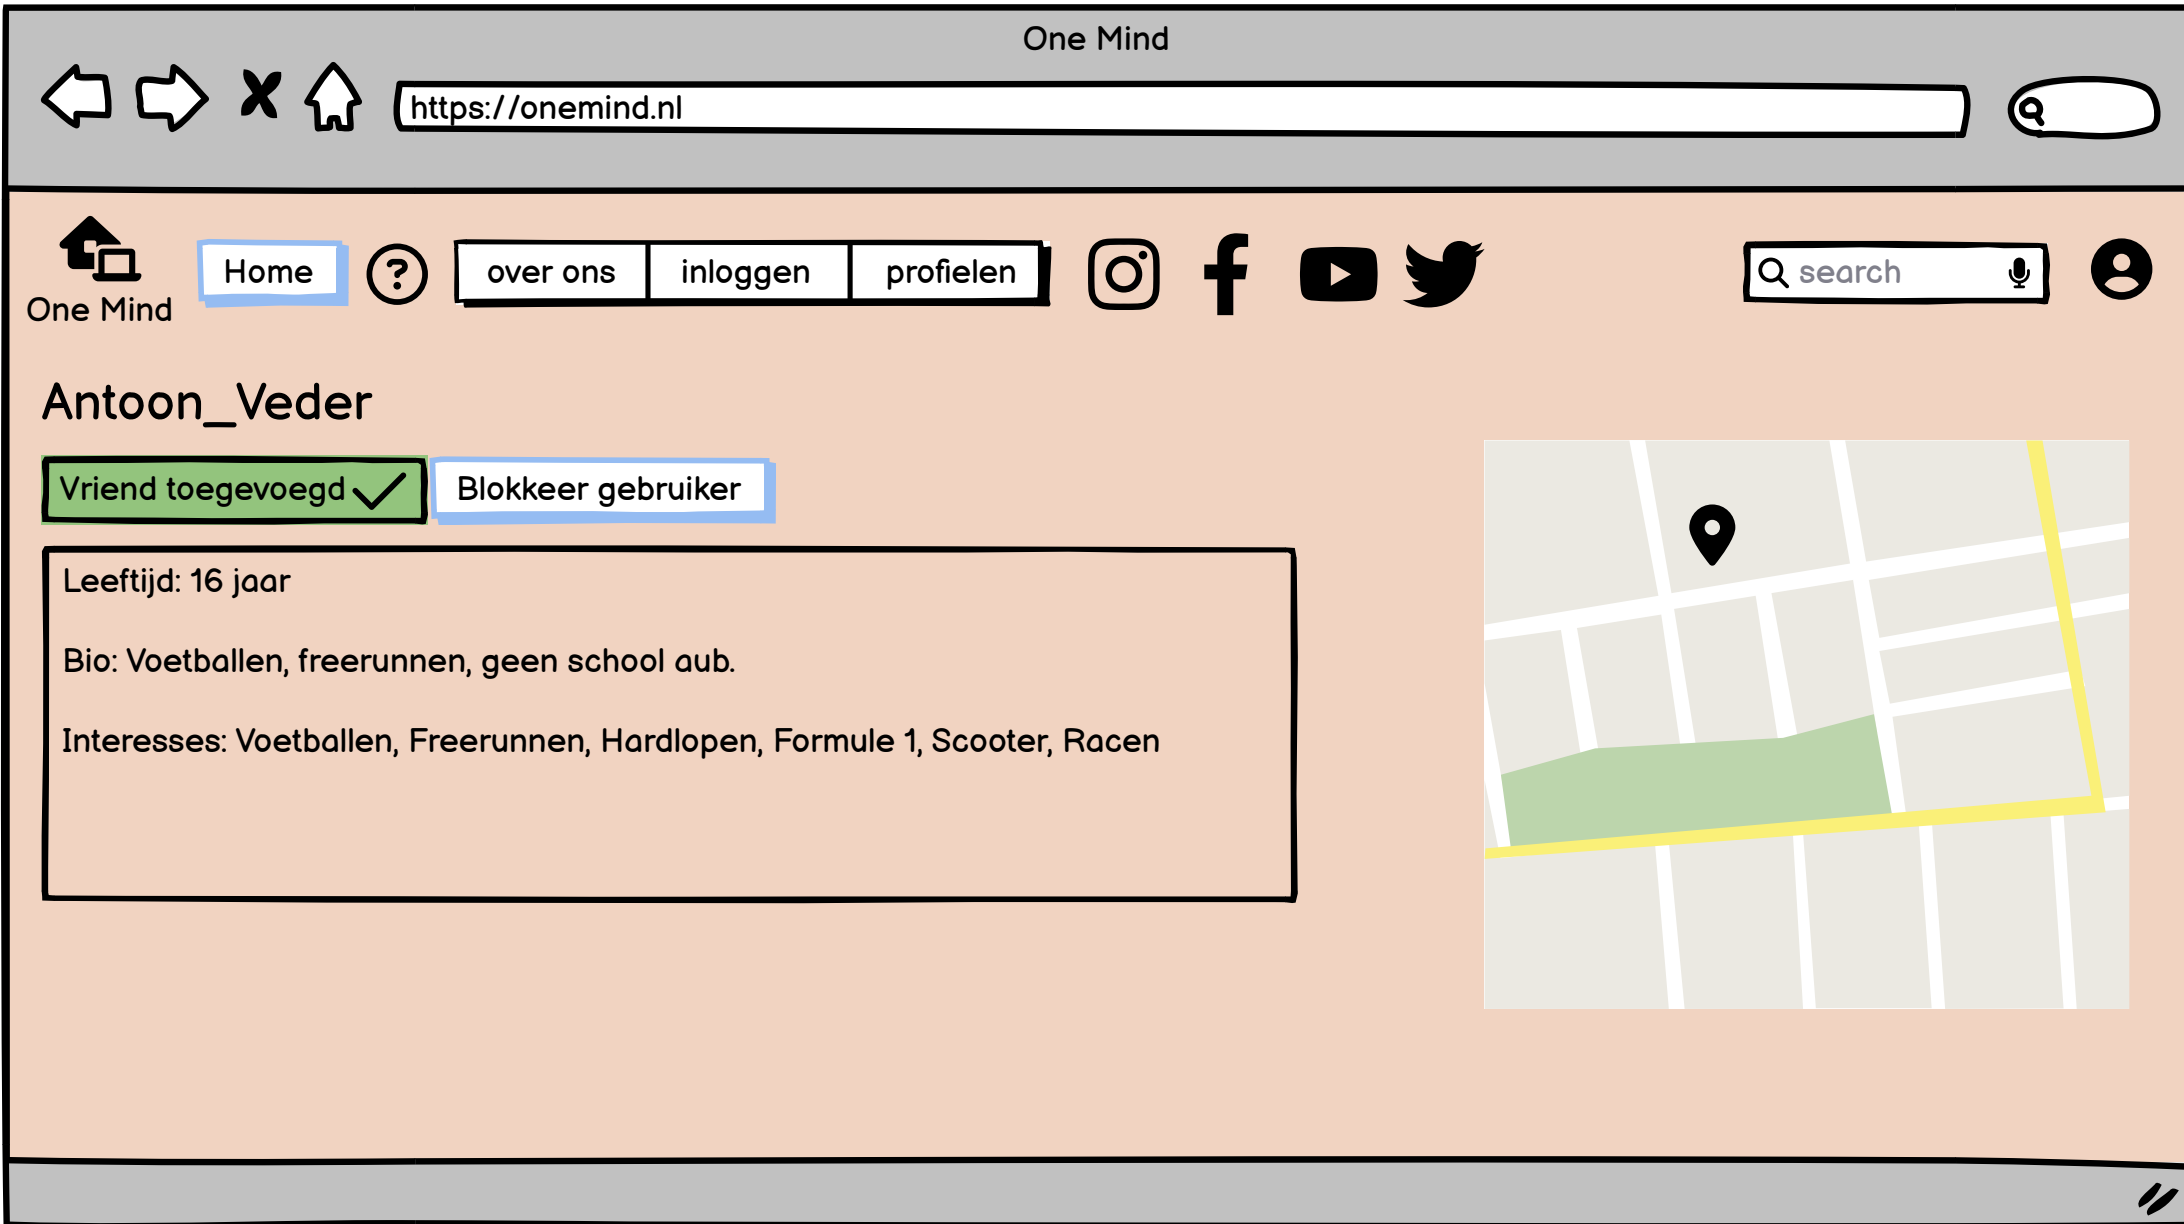 One Mind
https://onemind.nl
One Mind
Home
?
over ons
inloggen
profielen
search
Antoon_Veder
Vriend toegevoegd
Blokkeer gebruiker
Leeftijd: 16 jaar
Bio: Voetballen, freerunnen, geen school aub.
Interesses: Voetballen, Freerunnen, Hardlopen, Formule 1, Scooter, Racen